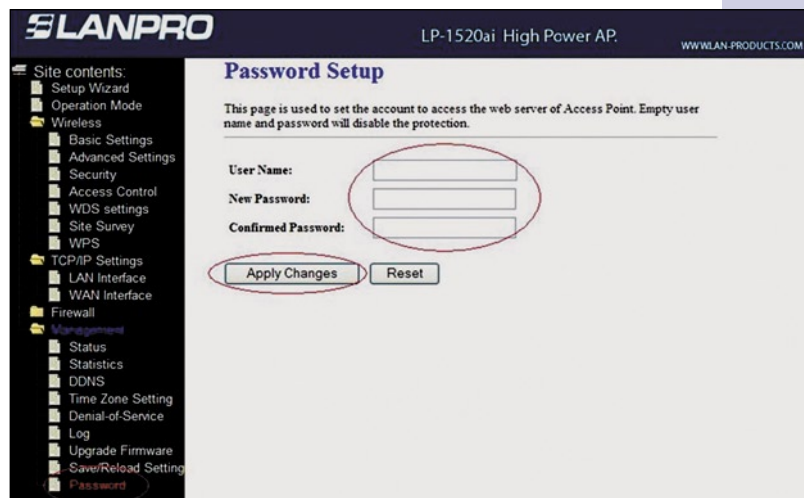 LANPRO
LP-1520ai High Power AP.
WWW.LAN-PRODUCTS.COM
Site contents:
Setup Wizard
Operation Mode
Wireless
Basic Settings
Advanced Settings
Security
Access Control
WDS settings
Site Survey
WPS
TCP/IP Settings
LAN Interface
WAN Interface
Firewall
Management
Status
Statistics
DDNS
Time Zone Setting
Denial-of-Service
Log
Upgrade Firmware
Save/Reload Setting
Password
Password Setup
This page is used to set the account to access the web server of Access Point. Empty user
name and password will disable the protection.
User Name:
New Password:
Confirmed Password:
Apply Changes Reset